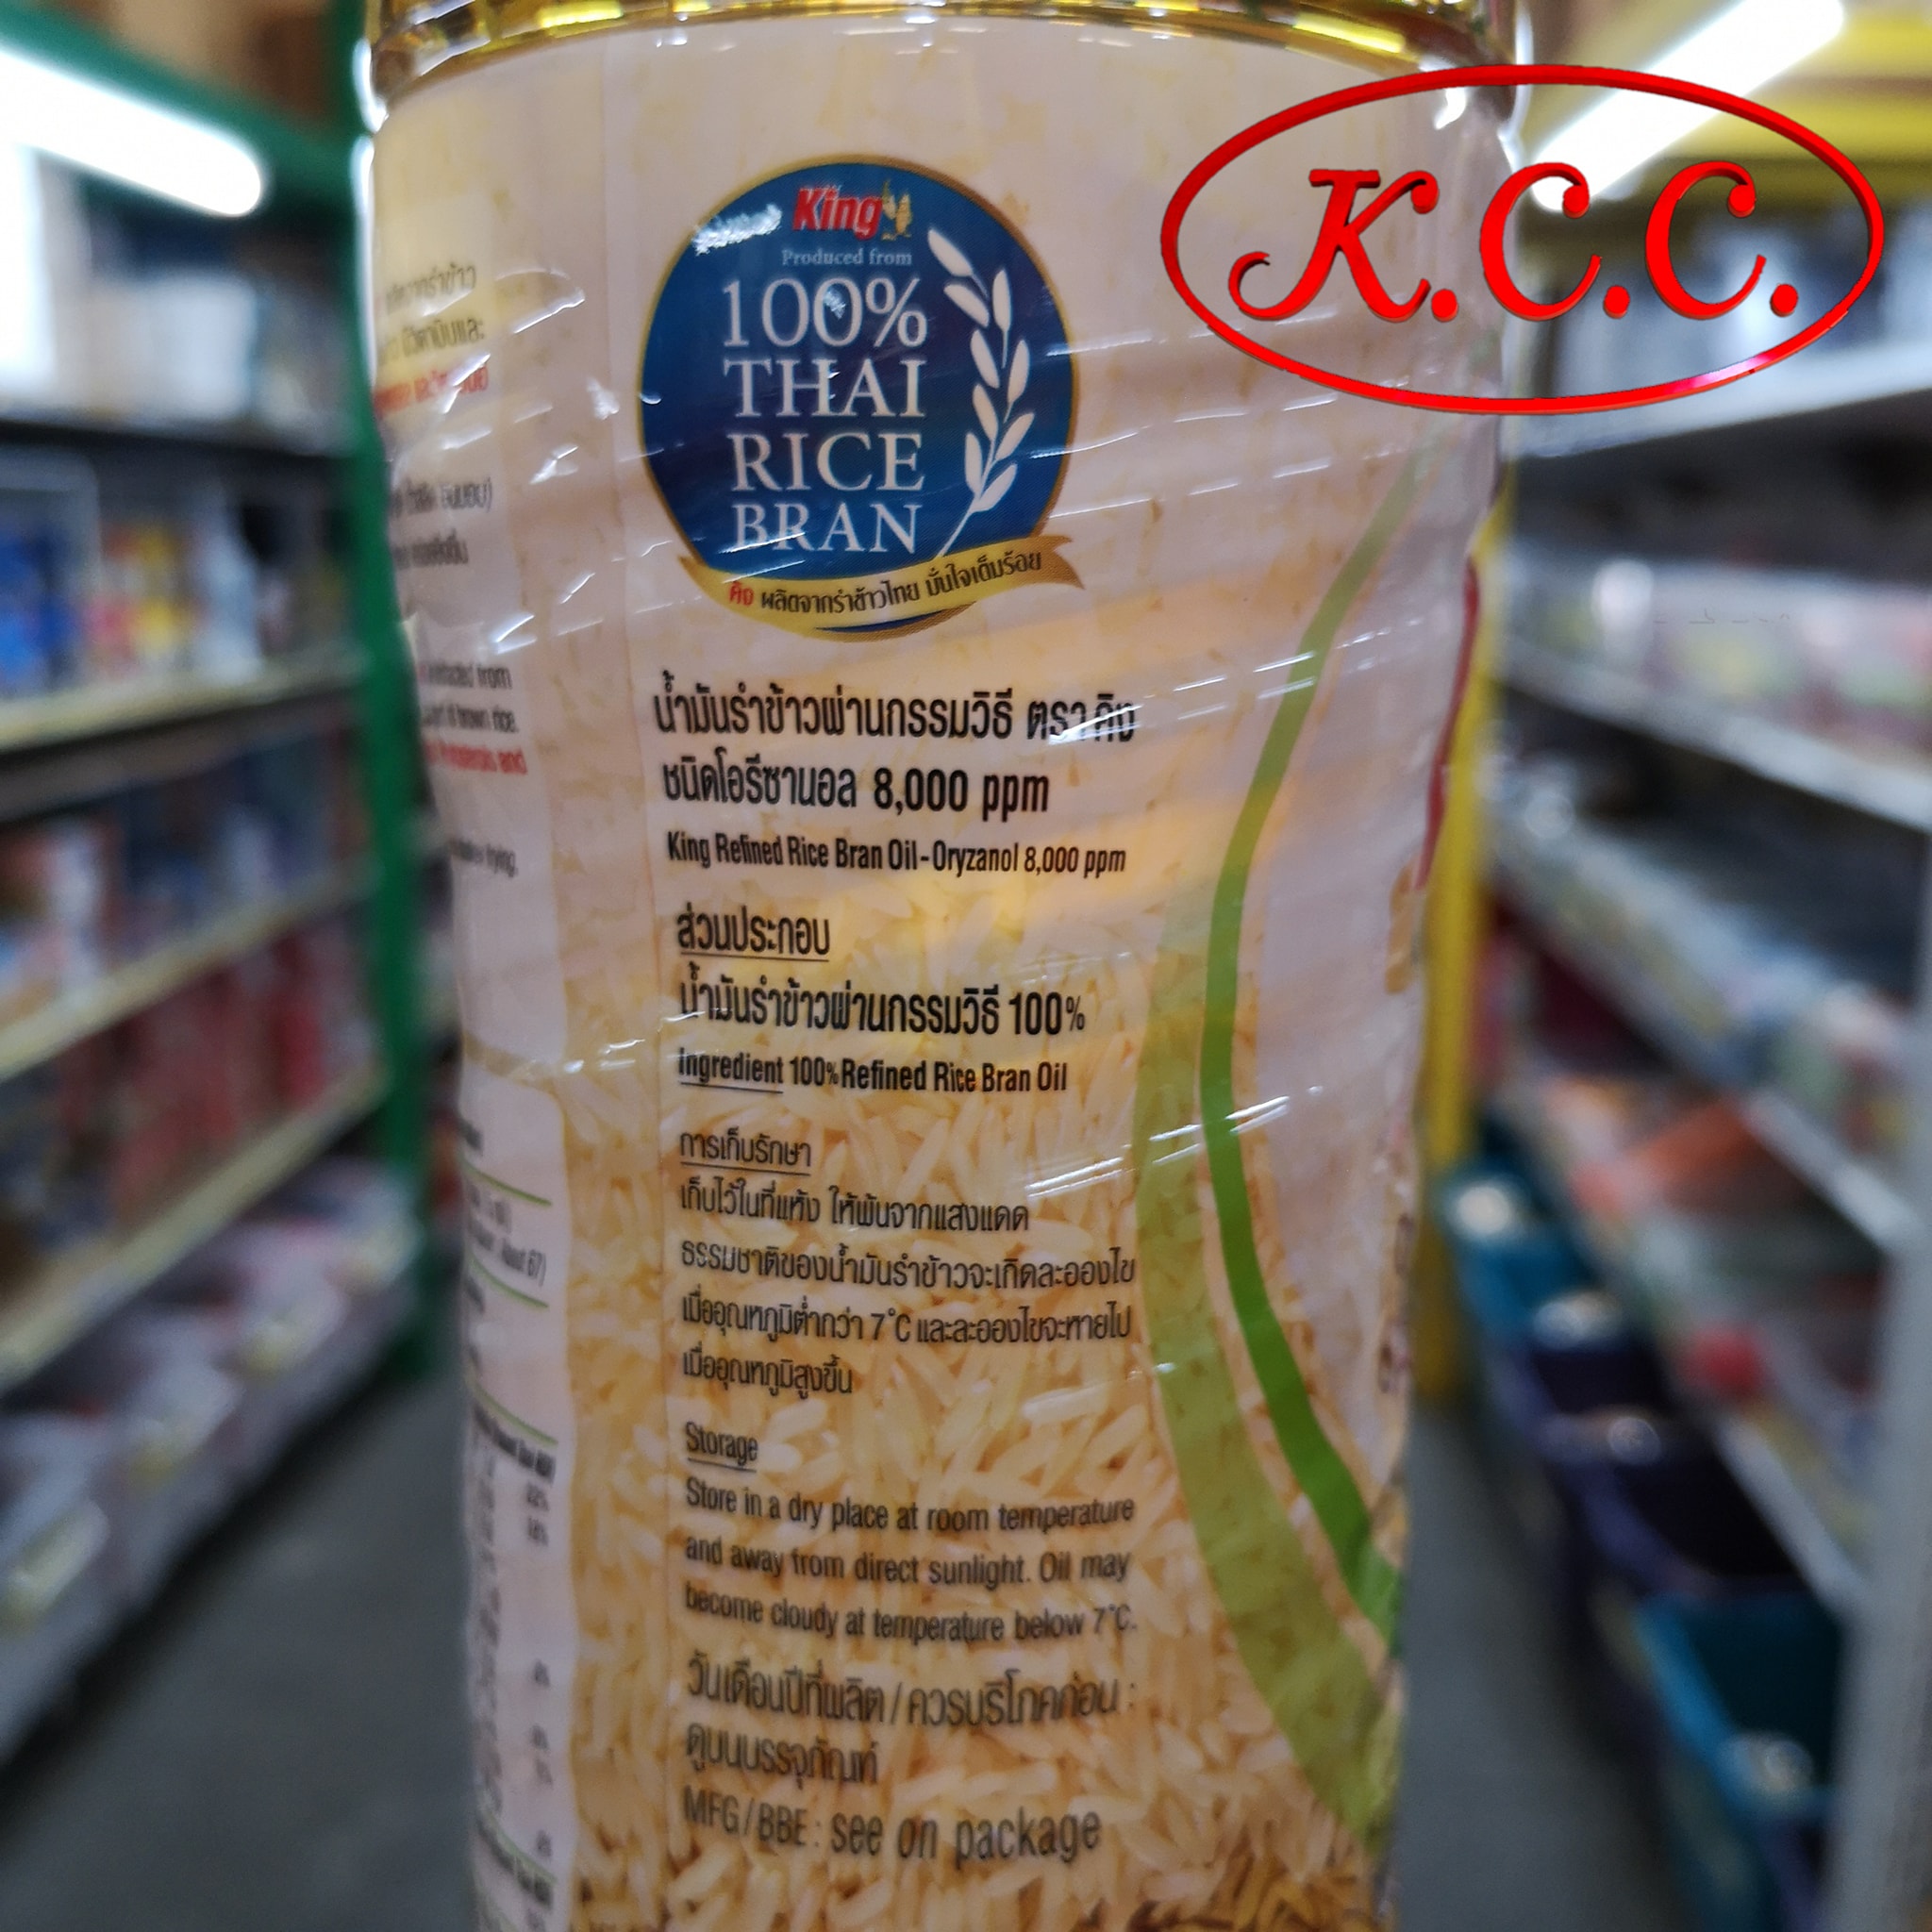 K.C.C.
King
Produced from
100%
THAI
RICE
BRAN
คิง ผลิตจากรำข้าวไทย มั่นใจเต็มร้อย
น้ำมันรำข้าวผ่านกรรมวิธี ตรา คิง
ชนิดโอรีซานอล 8,000 ppm
King Refined Rice Bran Oil-Oryzanol 8,000 ppm
ส่วนประกอบ
น้ำมันรำข้าวผ่านกรรมวิธี 100%
Ingredient 100% Refined Rice Bran Oil
การเก็บรักษา
เก็บไว้ในที่แห้ง ให้พ้นจากแสงแดด
ธรรมชาติของน้ำมันรำข้าวจะเกิดละอองไข
เมื่ออุณหภูมิต่ำกว่า 7°C และละอองไขจะหายไป
เมื่ออุณหภูมิสูงขึ้น
Storage
Store in a dry place at room temperature
and away from direct sunlight. Oil may
become cloudy at temperature below 7°C.
วันเดือนปีที่ผลิต / ควรบริโภคก่อน :
ดูบนบรรจุภัณฑ์
MFG/BBE : see on package
extracted from
of brown rice.
and
frying.